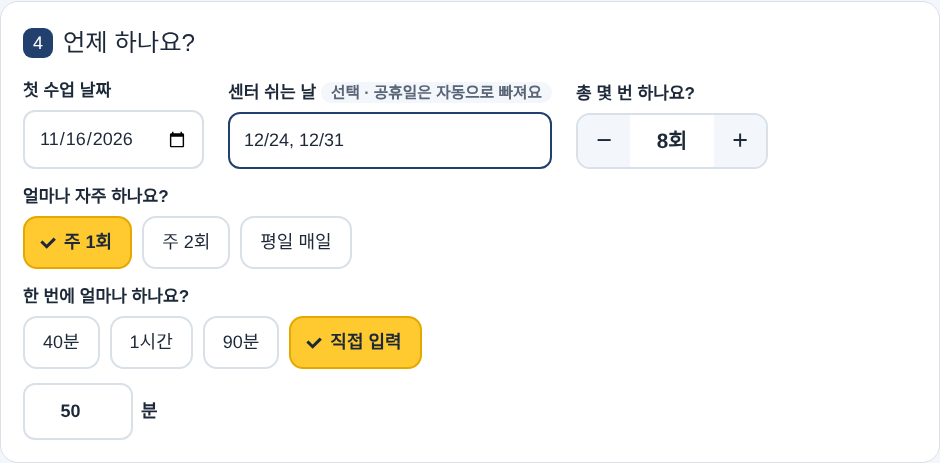 4 언제 하나요?
첫 수업 날짜
센터 쉬는 날 선택 · 공휴일은 자동으로 빠져요
총 몇 번 하나요?
11/16/2026
12/24, 12/31
− 8회 +
얼마나 자주 하나요?
✓ 주 1회
주 2회
평일 매일
한 번에 얼마나 하나요?
40분
1시간
90분
✓ 직접 입력
50 분